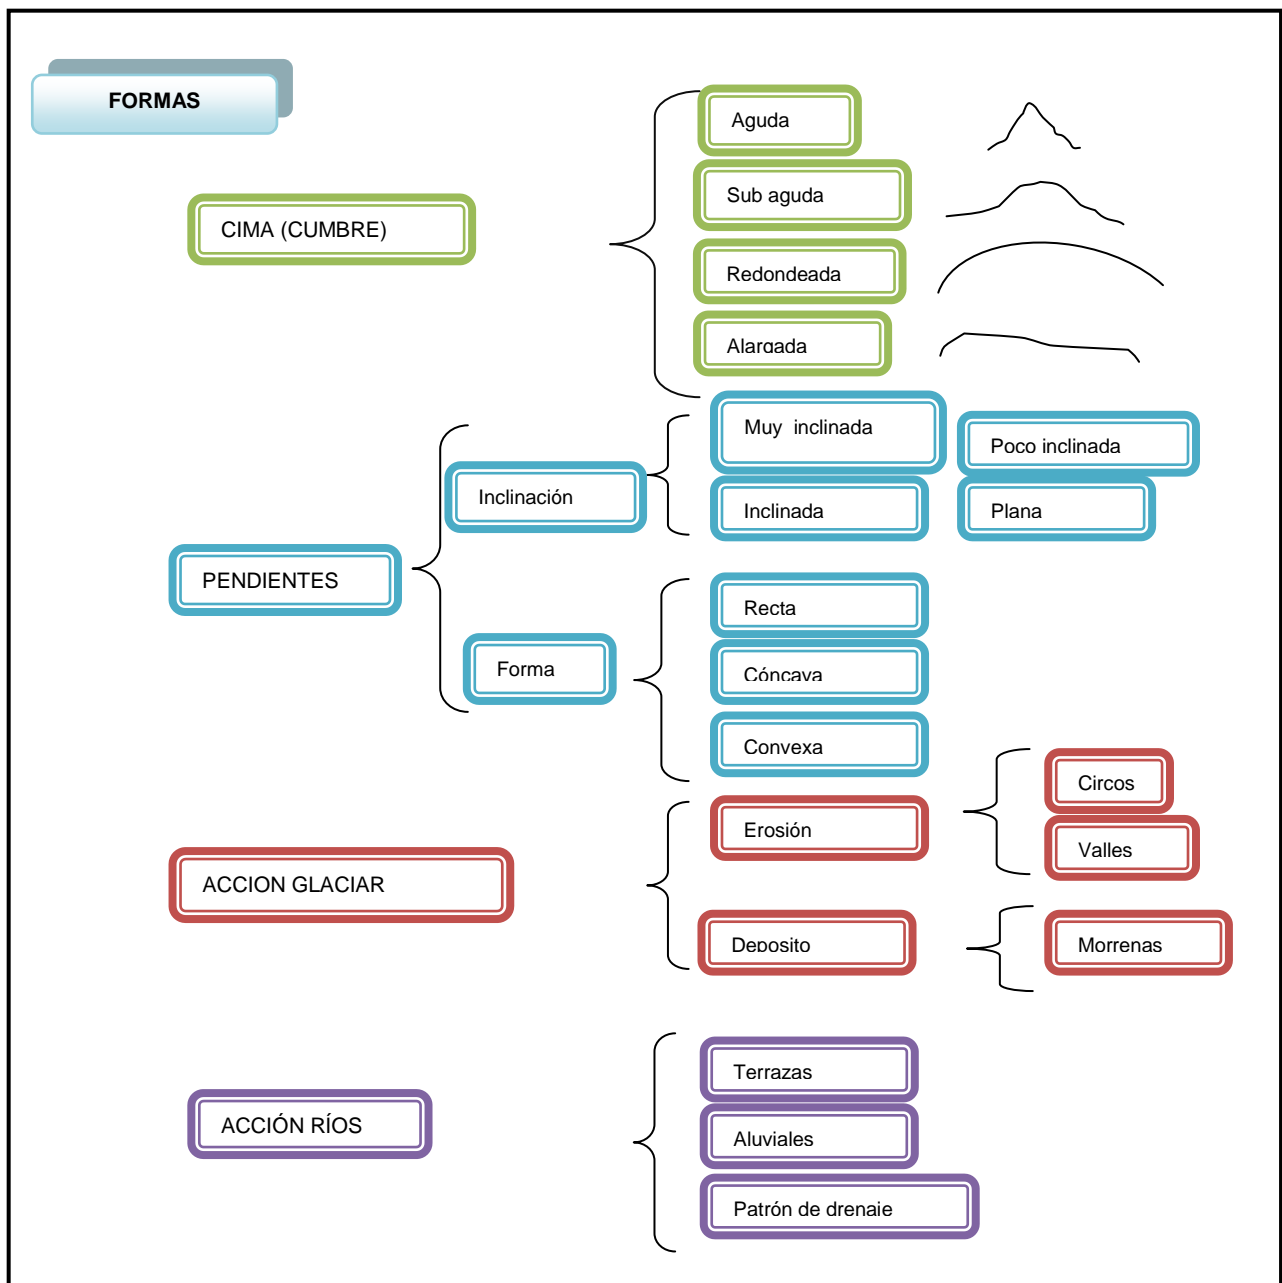 FORMAS
CIMA (CUMBRE)
Aguda
Sub aguda
Redondeada
Alargada
PENDIENTES
Inclinación
Muy inclinada
Poco inclinada
Inclinada
Plana
Forma
Recta
Cóncava
Convexa
ACCION GLACIAR
Erosión
Circos
Valles
Deposito
Morrenas
ACCIÓN RÍOS
Terrazas
Aluviales
Patrón de drenaje